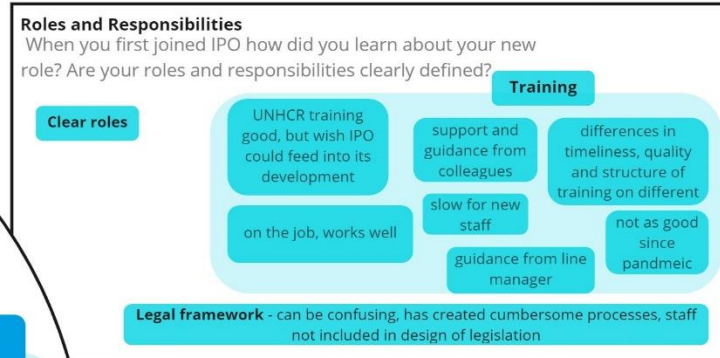 Roles and Responsibilities
When you first joined IPO how did you learn about your new
role? Are your roles and responsibilities clearly defined?
Training
Clear roles
UNHCR training
good, but wish IPO
could feed into its
development
support and
guidance from
colleagues
differences in
timeliness, quality
and structure of
training on different
on the job, works well
slow for new
staff
not as good
since
pandmeic
guidance from line
manager
Legal framework - can be confusing, has created cumbersome processes, staff
not included in design of legislation